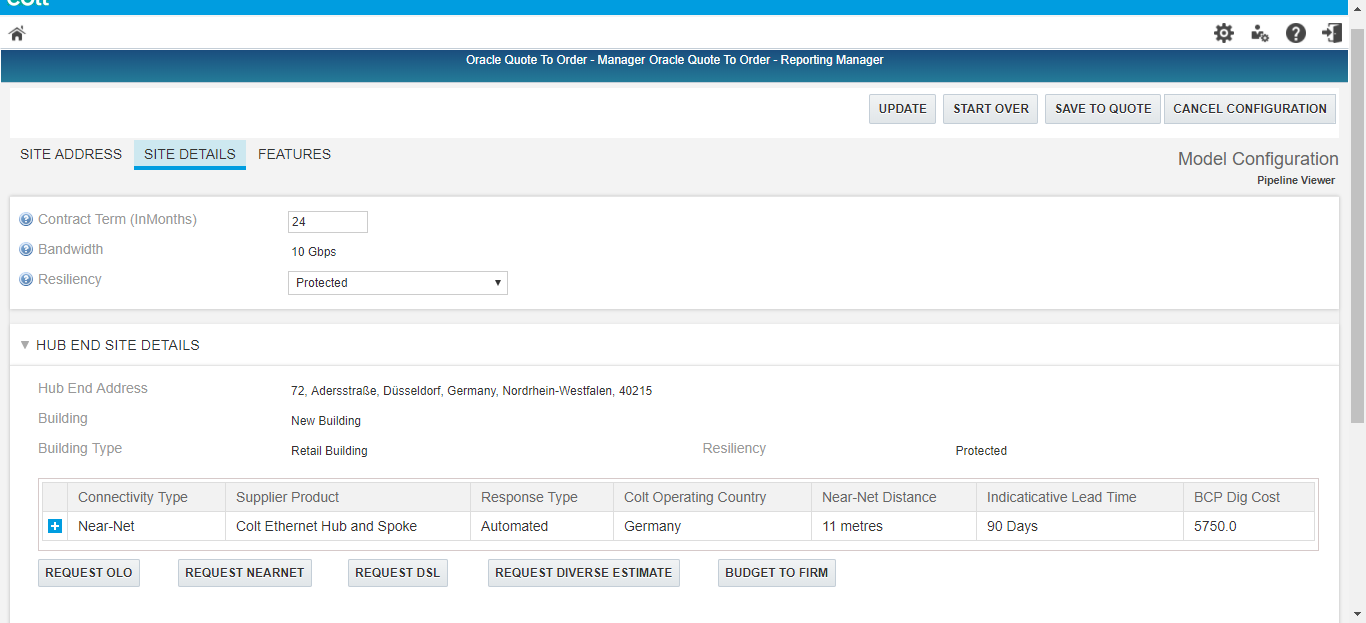 colt
Oracle Quote To Order - Manager Oracle Quote To Order - Reporting Manager
UPDATE START OVER SAVE TO QUOTE CANCEL CONFIGURATION
SITE ADDRESS SITE DETAILS FEATURES
Model Configuration
Pipeline Viewer
Contract Term (InMonths) 24
Bandwidth 10 Gbps
Resiliency Protected
HUB END SITE DETAILS
Hub End Address 72, Adersstraße, Düsseldorf, Germany, Nordrhein-Westfalen, 40215
Building New Building
Building Type Retail Building Resiliency Protected
Connectivity Type Supplier Product Response Type Colt Operating Country Near-Net Distance Indicaticative Lead Time BCP Dig Cost
Near-Net Colt Ethernet Hub and Spoke Automated Germany 11 metres 90 Days 5750.0
REQUEST OLO REQUEST NEARNET REQUEST DSL REQUEST DIVERSE ESTIMATE BUDGET TO FIRM